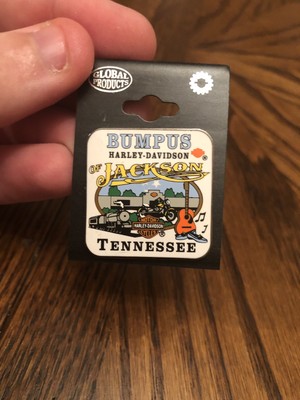 GLOBAL
PRODUCTS
BUMPUS
HARLEY-DAVIDSON
OF JACKSON
HARLEY-DAVIDSON
TENNESSEE